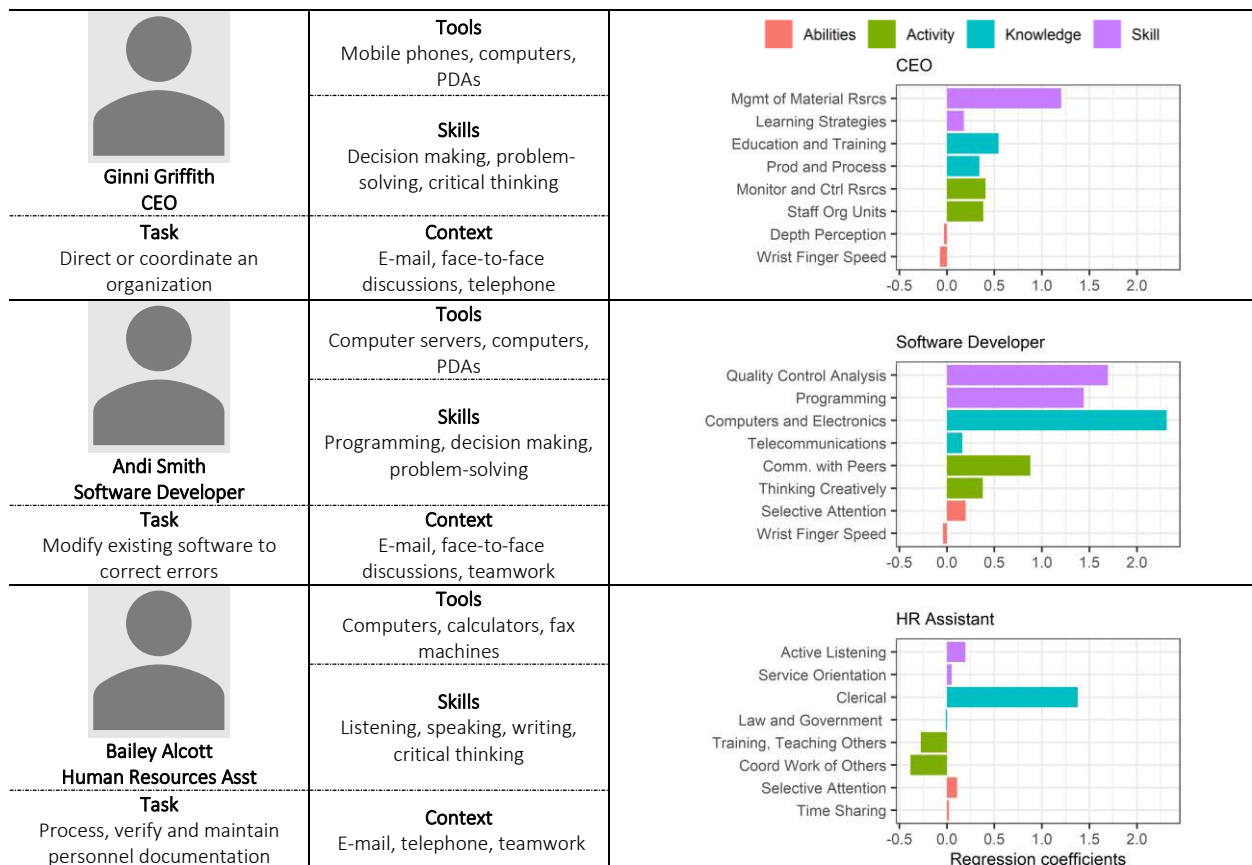 Ginni Griffith
CEO
Task
Direct or coordinate an
organization
Tools
Mobile phones, computers,
PDAs
Skills
Decision making, problem-
solving, critical thinking
Context
E-mail, face-to-face
discussions, telephone
Abilities Activity Knowledge Skill
CEO
Mgmt of Material Rsrcs
Learning Strategies
Education and Training
Prod and Process
Monitor and Ctrl Rsrcs
Staff Org Units
Depth Perception
Wrist Finger Speed
-0.5 0.0 0.5 1.0 1.5 2.0
Andi Smith
Software Developer
Task
Modify existing software to
correct errors
Tools
Computer servers, computers,
PDAs
Skills
Programming, decision making,
problem-solving
Context
E-mail, face-to-face
discussions, teamwork
Software Developer
Quality Control Analysis
Programming
Computers and Electronics
Telecommunications
Comm. with Peers
Thinking Creatively
Selective Attention
Wrist Finger Speed
-0.5 0.0 0.5 1.0 1.5 2.0
Bailey Alcott
Human Resources Asst
Task
Process, verify and maintain
personnel documentation
Tools
Computers, calculators, fax
machines
Skills
Listening, speaking, writing,
critical thinking
Context
E-mail, telephone, teamwork
HR Assistant
Active Listening
Service Orientation
Clerical
Law and Government
Training, Teaching Others
Coord Work of Others
Selective Attention
Time Sharing
-0.5 0.0 0.5 1.0 1.5 2.0
Regression coefficients